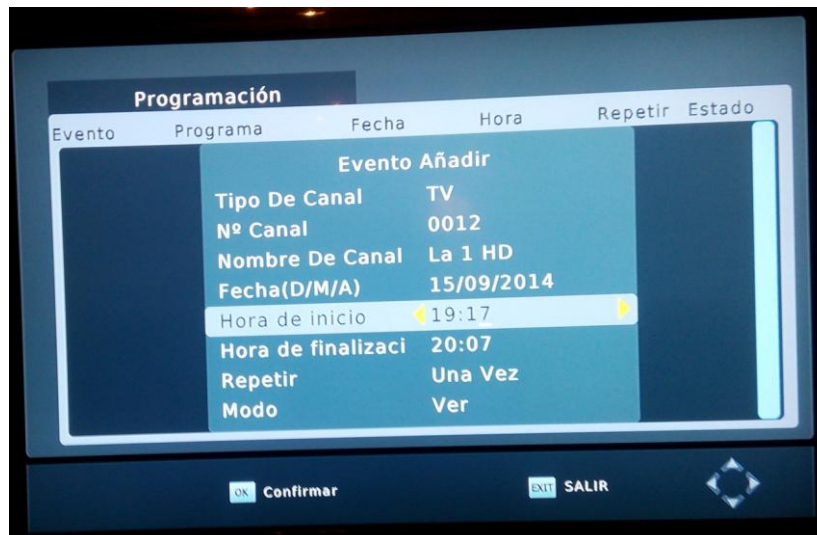 Programación
Evento Programa Fecha Hora Repetir Estado
Evento Añadir
Tipo De Canal TV
Nº Canal 0012
Nombre De Canal La 1 HD
Fecha(D/M/A) 15/09/2014
Hora de inicio 19:17
Hora de finalizaci 20:07
Repetir Una Vez
Modo Ver
OK Confirmar EXIT SALIR